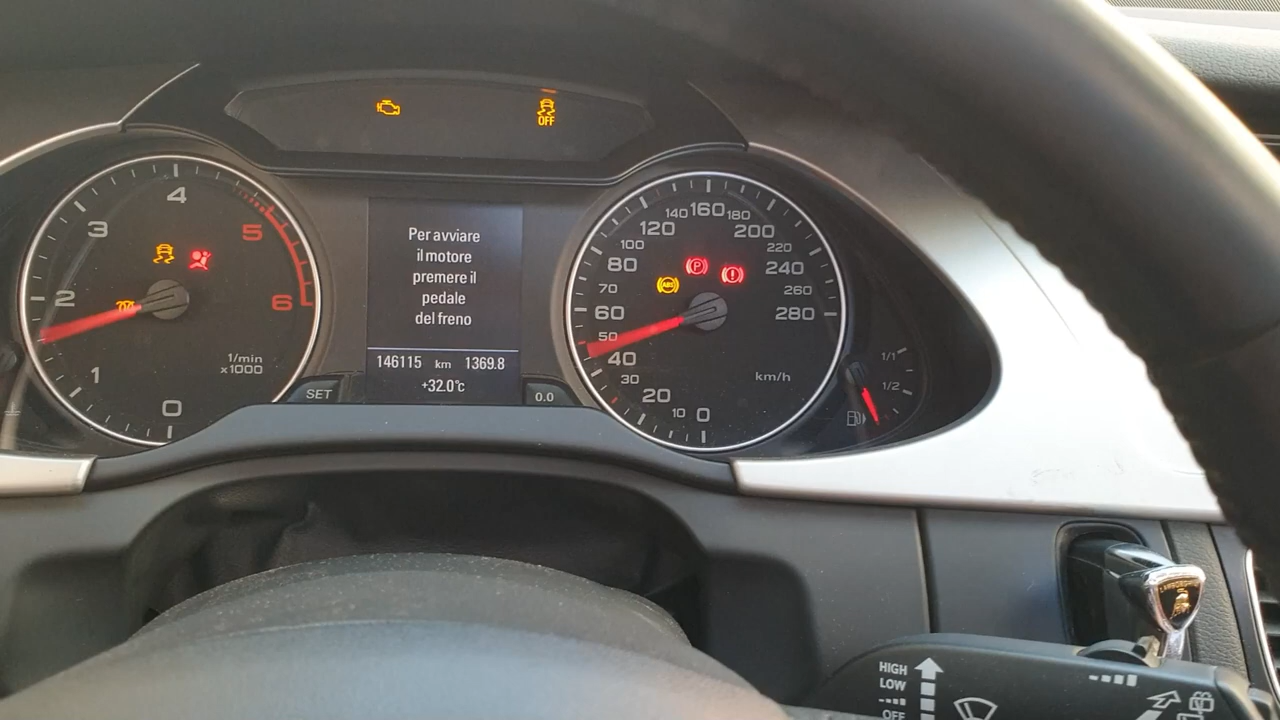 OFF
4
3
5
2
6
1
1/min
x1000
0
SET
Per avviare
il motore
premere il
pedale
del freno
146115 km 1369.8
+32.0°c
0.0
140 160 180
120 200
100 220
80 240
70 260
60 280
50
40
30
20
10 0
km/h
ABS
P
1/1
1/2
LAMBORGHINI
HIGH
LOW
OFF